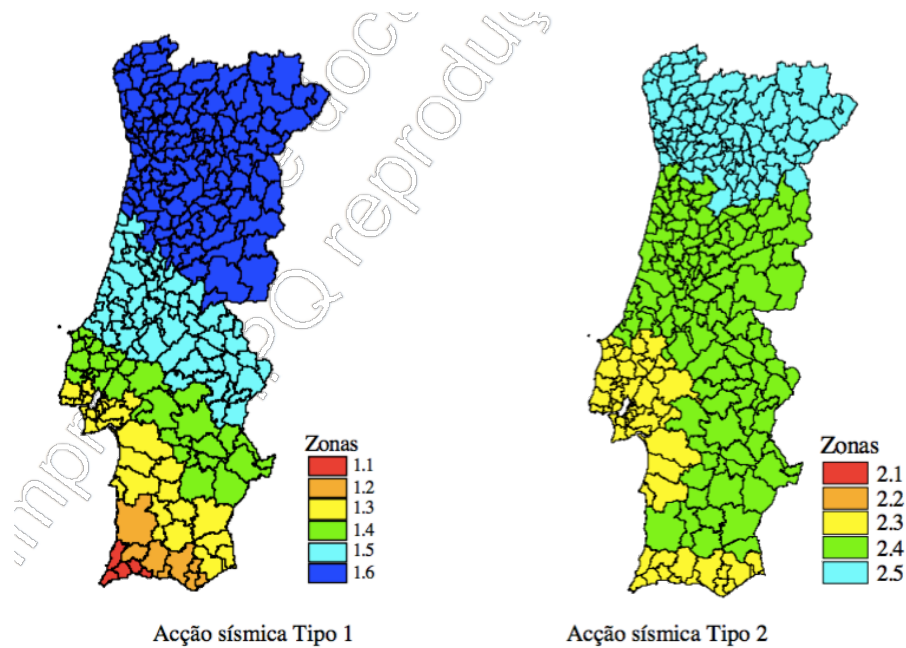 Zonas
1.1
1.2
1.3
1.4
1.5
1.6
Acção sísmica Tipo 1
Zonas
2.1
2.2
2.3
2.4
2.5
Acção sísmica Tipo 2
reprodu